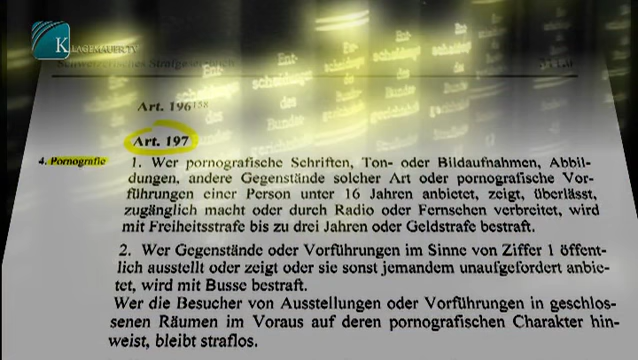 KLAGEMAUER.TV
Schweizerisches Strafgesetzbuch
Art. 196¹⁵⁸
Art. 197
4. Pornografie
1. Wer pornografische Schriften, Ton- oder Bildaufnahmen, Abbil-
dungen, andere Gegenstände solcher Art oder pornografische Vor-
führungen einer Person unter 16 Jahren anbietet, zeigt, überlässt,
zugänglich macht oder durch Radio oder Fernsehen verbreitet, wird
mit Freiheitsstrafe bis zu drei Jahren oder Geldstrafe bestraft.
2. Wer Gegenstände oder Vorführungen im Sinne von Ziffer 1 öffent-
lich ausstellt oder zeigt oder sie sonst jemandem unaufgefordert anbie-
tet, wird mit Busse bestraft.
Wer die Besucher von Ausstellungen oder Vorführungen in geschlos-
senen Räumen im Voraus auf deren pornografischen Charakter hin-
weist, bleibt straflos.